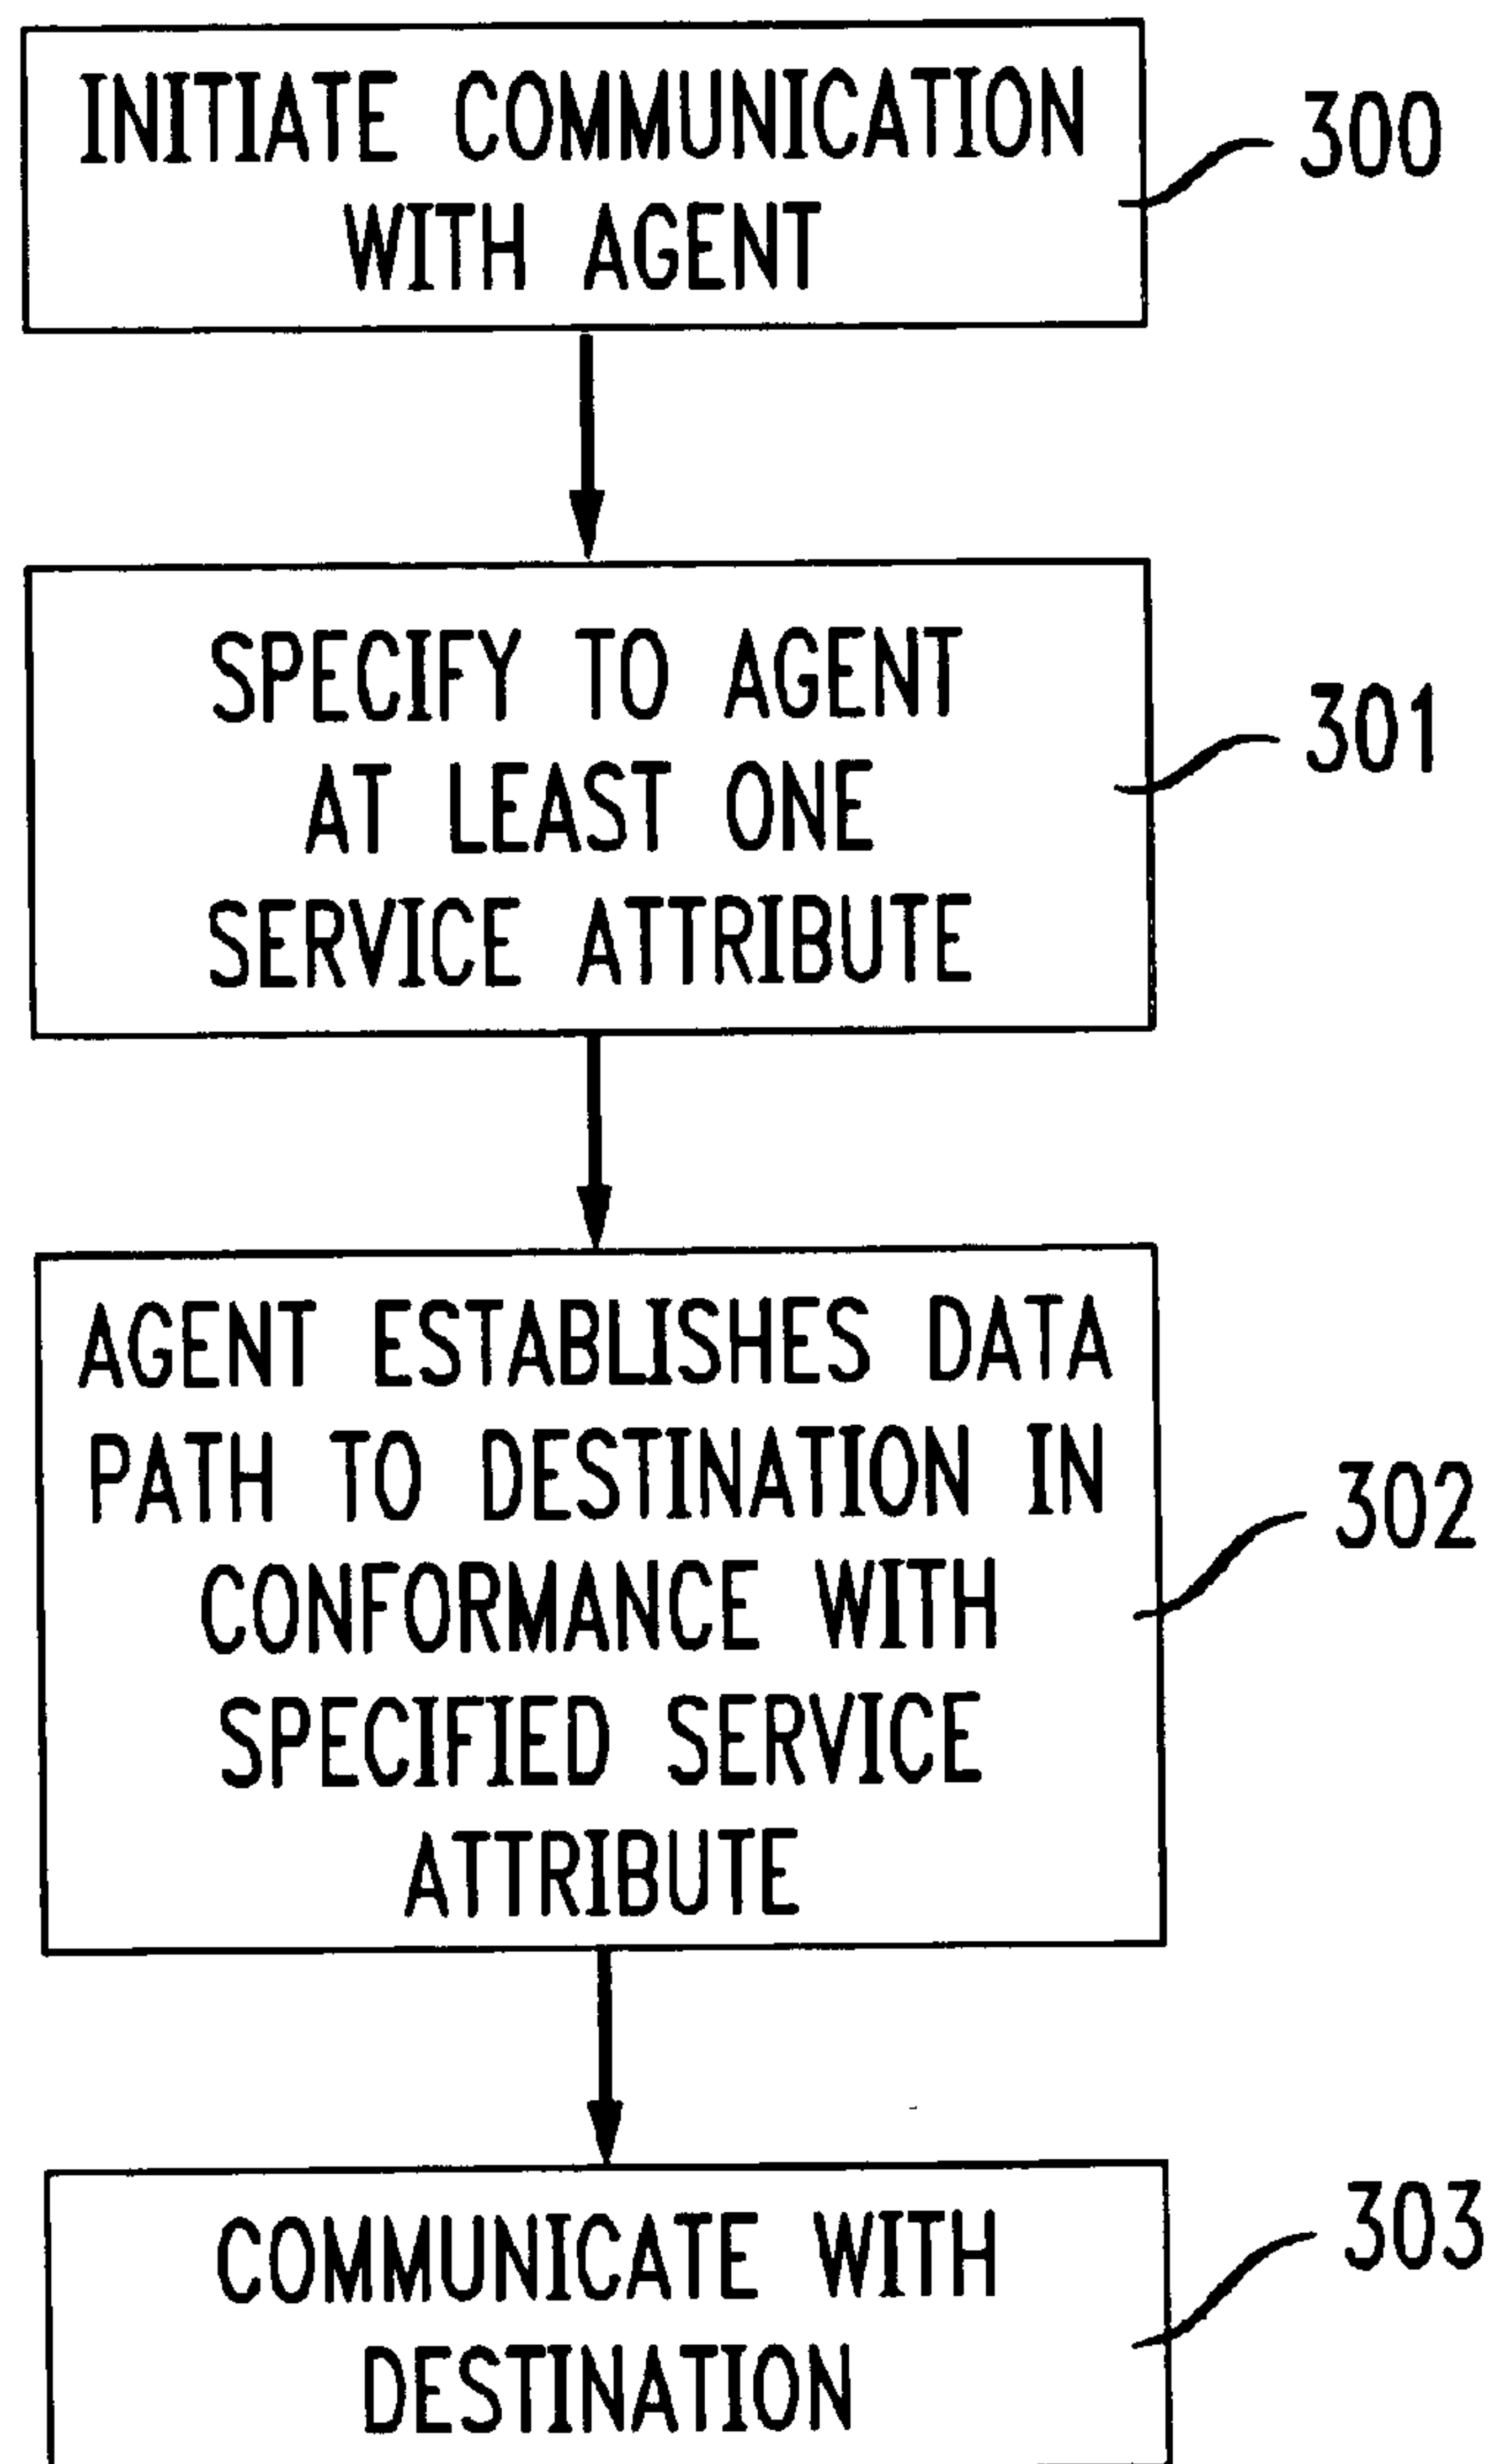 INITIATE COMMUNICATION
WITH AGENT
300
SPECIFY TO AGENT
AT LEAST ONE
SERVICE ATTRIBUTE
301
AGENT ESTABLISHES DATA
PATH TO DESTINATION IN
CONFORMANCE WITH
SPECIFIED SERVICE
ATTRIBUTE
302
COMMUNICATE WITH
DESTINATION
303